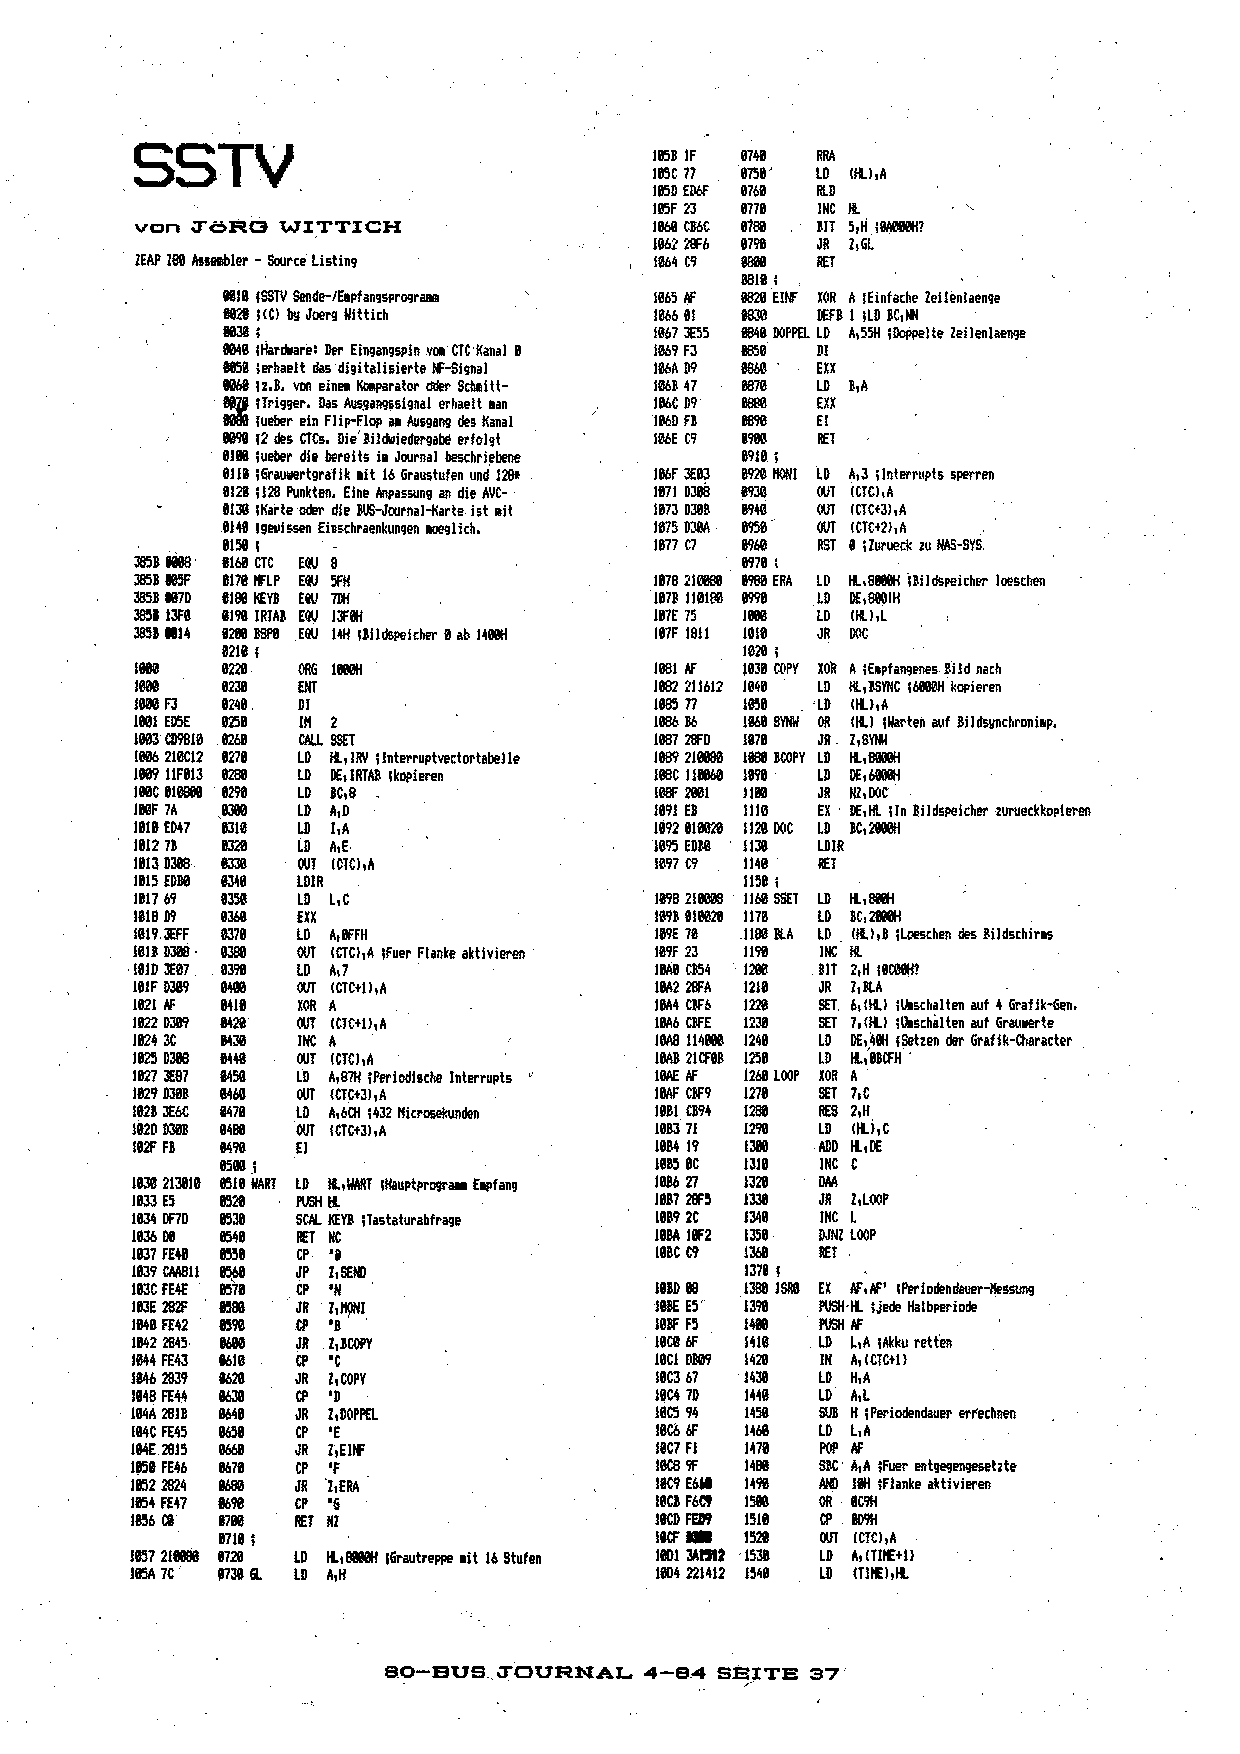 SSTV
von JöRG WITTICH
ZEAP Z80 Assembler - Source Listing
0010 ;SSTV Sende-/Empfangsprogramm
0020 ;(C) by Joerg Wittich
0030 ;
0040 ;Hardware: Der Eingangspin vom CTC Kanal 0
0050 ;erhaelt das digitalisierte NF-Signal
0060 ;z.B. von einem Komparator oder Schmitt-
0070 ;Trigger. Das Ausgangssignal erhaelt man
0080 ;ueber ein Flip-Flop am Ausgang des Kanal
0090 ;2 des CTCs. Die Bildwiedergabe erfolgt
0100 ;ueber die bereits im Journal beschriebene
0110 ;Grauwertgrafik mit 16 Graustufen und 128*
0120 ;128 Punkten. Eine Anpassung an die AVC-
0130 ;Karte oder die BUS-Journal-Karte ist mit
0140 ;gewissen Einschraenkungen moeglich.
0150 ;
385B 0008 0160 CTC EQU 8
385B 005F 0170 MFLP EQU 5FH
385B 007D 0180 KEYB EQU 7DH
385B 13F0 0190 IRTAB EQU 13F0H
385B 0014 0200 BSP0 EQU 14H ;Bildspeicher 0 ab 1400H
0210 ;
1000 0220 ORG 1000H
1000 0230 ENT
1000 F3 0240 DI
1001 ED5E 0250 IM 2
1003 CD9810 0260 CALL SSET
1006 210C12 0270 LD HL,IRV ;Interruptvectortabelle
1009 11F013 0280 LD DE,IRTAB ;kopieren
100C 010800 0290 LD BC,8
100F 7A 0300 LD A,D
1010 ED47 0310 LD I,A
1012 7B 0320 LD A,E
1013 D308 0330 OUT (CTC),A
1015 EDB0 0340 LDIR
1017 69 0350 LD L,C
1018 D9 0360 EXX
1019 3EFF 0370 LD A,0FFH
101B D308 0380 OUT (CTC),A ;Fuer Flanke aktivieren
101D 3E07 0390 LD A,7
101F D309 0400 OUT (CTC+1),A
1021 AF 0410 XOR A
1022 D309 0420 OUT (CTC+1),A
1024 3C 0430 INC A
1025 D308 0440 OUT (CTC),A
1027 3E87 0450 LD A,87H ;Periodische Interrupts
1029 D30B 0460 OUT (CTC+3),A
102B 3E6C 0470 LD A,6CH ;432 Microsekunden
102D D30B 0480 OUT (CTC+3),A
102F FB 0490 EI
0500 ;
1030 213010 0510 WART LD HL,WART ;Hauptprogramm Empfang
1033 E5 0520 PUSH HL
1034 DF7D 0530 SCAL KEYB ;Tastaturabfrage
1036 D0 0540 RET NC
1037 FE40 0550 CP "@
1039 CAAB11 0560 JP Z,SEND
103C FE4E 0570 CP "N
103E 282F 0580 JR Z,MONI
1040 FE42 0590 CP "B
1042 2845 0600 JR Z,BCOPY
1044 FE43 0610 CP "C
1046 2839 0620 JR Z,COPY
1048 FE44 0630 CP "D
104A 281B 0640 JR Z,DOPPEL
104C FE45 0650 CP "E
104E 2815 0660 JR Z,EINF
1050 FE46 0670 CP "F
1052 2824 0680 JR Z,ERA
1054 FE47 0690 CP "G
1056 C0 0700 RET NZ
0710 ;
1057 210080 0720 LD HL,8000H ;Grautreppe mit 16 Stufen
105A 7C 0730 GL LD A,H
105B 1F 0740 RRA
105C 77 0750 LD (HL),A
105D ED6F 0760 RLD
105F 23 0770 INC HL
1060 CB6C 0780 BIT 5,H ;0A000H?
1062 28F6 0790 JR Z,GL
1064 C9 0800 RET
0810 ;
1065 AF 0820 EINF XOR A ;Einfache Zeilenlaenge
1066 01 0830 DEFB 1 ;LD BC,NN
1067 3E55 0840 DOPPEL LD A,55H ;Doppelte Zeilenlaenge
1069 F3 0850 DI
106A D9 0860 EXX
106B 47 0870 LD B,A
106C D9 0880 EXX
106D FB 0890 EI
106E C9 0900 RET
0910 ;
106F 3E03 0920 MONI LD A,3 ;Interrupts sperren
1071 D308 0930 OUT (CTC),A
1073 D30B 0940 OUT (CTC+3),A
1075 D30A 0950 OUT (CTC+2),A
1077 C7 0960 RST 0 ;Zurueck zu NAS-SYS
0970 ;
1078 210080 0980 ERA LD HL,8000H ;Bildspeicher loeschen
107B 110180 0990 LD DE,8001H
107E 75 1000 LD (HL),L
107F 1811 1010 JR DOC
1020 ;
1081 AF 1030 COPY XOR A ;Empfangenes Bild nach
1082 211612 1040 LD HL,BSYNC ;6000H kopieren
1085 77 1050 LD (HL),A
1086 B6 1060 SYNW OR (HL) ;Warten auf Bildsynchronimp.
1087 28FD 1070 JR Z,SYNW
1089 210080 1080 BCOPY LD HL,8000H
108C 110060 1090 LD DE,6000H
108F 2001 1100 JR NZ,DOC
1091 EB 1110 EX DE,HL ;In Bildspeicher zurueckkopieren
1092 010020 1120 DOC LD BC,2000H
1095 EDB0 1130 LDIR
1097 C9 1140 RET
1150 ;
1098 210008 1160 SSET LD HL,800H
109B 010020 1170 LD BC,2000H
109E 70 1180 BLA LD (HL),B ;Loeschen des Bildschirms
109F 23 1190 INC HL
10A0 CB54 1200 BIT 2,H ;0C00H?
10A2 28FA 1210 JR Z,BLA
10A4 CBF6 1220 SET 6,(HL) ;Umschalten auf 4 Grafik-Gen.
10A6 CBFE 1230 SET 7,(HL) ;Umschalten auf Grauwerte
10A8 114000 1240 LD DE,40H ;Setzen der Grafik-Character
10AB 21CF0B 1250 LD HL,0BCFH
10AE AF 1260 LOOP XOR A
10AF CBF9 1270 SET 7,C
10B1 CB94 1280 RES 2,H
10B3 71 1290 LD (HL),C
10B4 19 1300 ADD HL,DE
10B5 0C 1310 INC C
10B6 27 1320 DAA
10B7 28F5 1330 JR Z,LOOP
10B9 2C 1340 INC L
10BA 10F2 1350 DJNZ LOOP
10BC C9 1360 RET
1370 ;
10BD 08 1380 ISR0 EX AF,AF' ;Periodendauer-Messung
10BE E5 1390 PUSH HL ;jede Halbperiode
10BF F5 1400 PUSH AF
10C0 6F 1410 LD L,A ;Akku retten
10C1 DB09 1420 IN A,(CTC+1)
10C3 67 1430 LD H,A
10C4 7D 1440 LD A,L
10C5 94 1450 SUB H ;Periodendauer errechnen
10C6 6F 1460 LD L,A
10C7 F1 1470 POP AF
10C8 9F 1480 SBC A,A ;Fuer entgegengesetzte
10C9 E610 1490 AND 10H ;Flanke aktivieren
10CB F6C9 1500 OR 0C9H
10CD FED9 1510 CP 0D9H
10CF 1520 OUT (CTC),A
10D1 3A1512 1530 LD A,(TIME+1)
10D4 221412 1540 LD (TIME),HL
80-BUS JOURNAL 4-84 SEITE 37